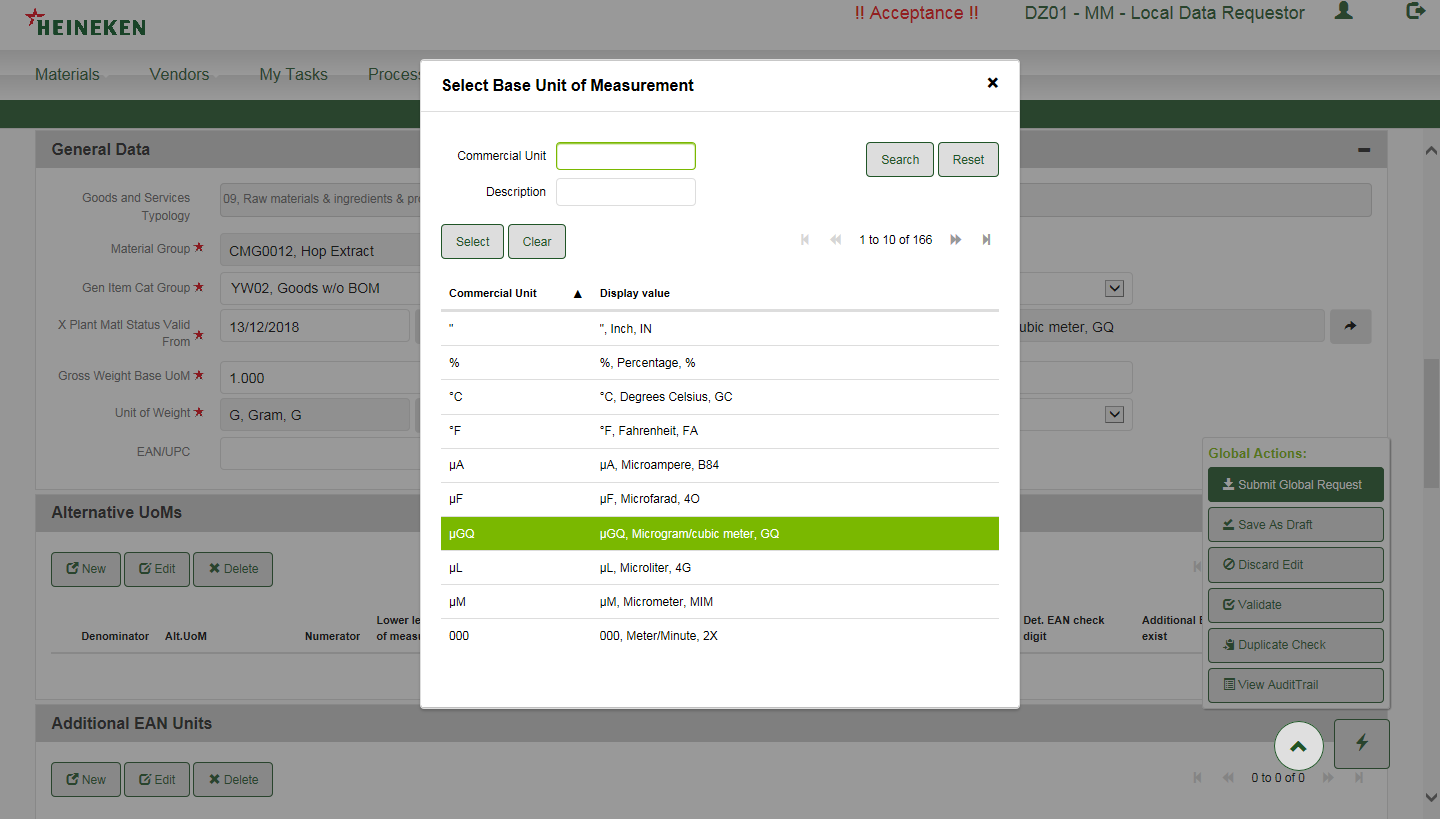 HEINEKEN
!! Acceptance !!
DZ01 - MM - Local Data Requestor
Materials
Vendors
My Tasks
Process
Select Base Unit of Measurement
Commercial Unit
Description
Search
Reset
Select
Clear
1 to 10 of 166
Commercial Unit ▲ Display value
" ", Inch, IN
% %, Percentage, %
°C °C, Degrees Celsius, GC
°F °F, Fahrenheit, FA
µA µA, Microampere, B84
µF µF, Microfarad, 4O
µGQ µGQ, Microgram/cubic meter, GQ
µL µL, Microliter, 4G
µM µM, Micrometer, MIM
000 000, Meter/Minute, 2X
General Data
Goods and Services
Typology
09, Raw materials & ingredients & pr
Material Group
CMG0012, Hop Extract
Gen Item Cat Group
YW02, Goods w/o BOM
X Plant Matl Status Valid
From
13/12/2018
ubic meter, GQ
Gross Weight Base UoM
1.000
Unit of Weight
G, Gram, G
EAN/UPC
Alternative UoMs
New
Edit
Delete
Denominator
Alt.UoM
Numerator
Lower le
of measu
Det. EAN check
digit
Additional E
exist
Additional EAN Units
New
Edit
Delete
0 to 0 of 0
Global Actions:
Submit Global Request
Save As Draft
Discard Edit
Validate
Duplicate Check
View AuditTrail